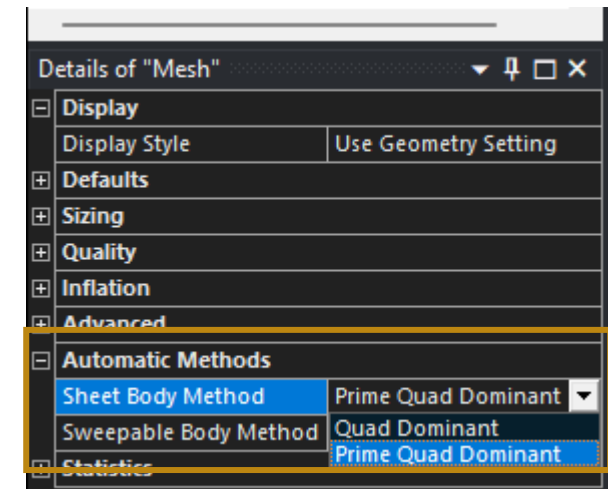 Details of "Mesh"
Display
Display Style Use Geometry Setting
Defaults
Sizing
Quality
Inflation
Advanced
Automatic Methods
Sheet Body Method Prime Quad Dominant
Sweepable Body Method Quad Dominant
Prime Quad Dominant
Statistics